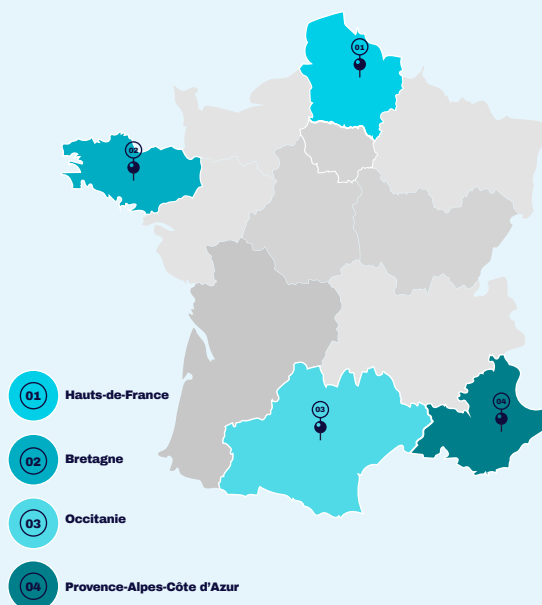 01
02
03
04
01 Hauts-de-France
02 Bretagne
03 Occitanie
04 Provence-Alpes-Côte d’Azur